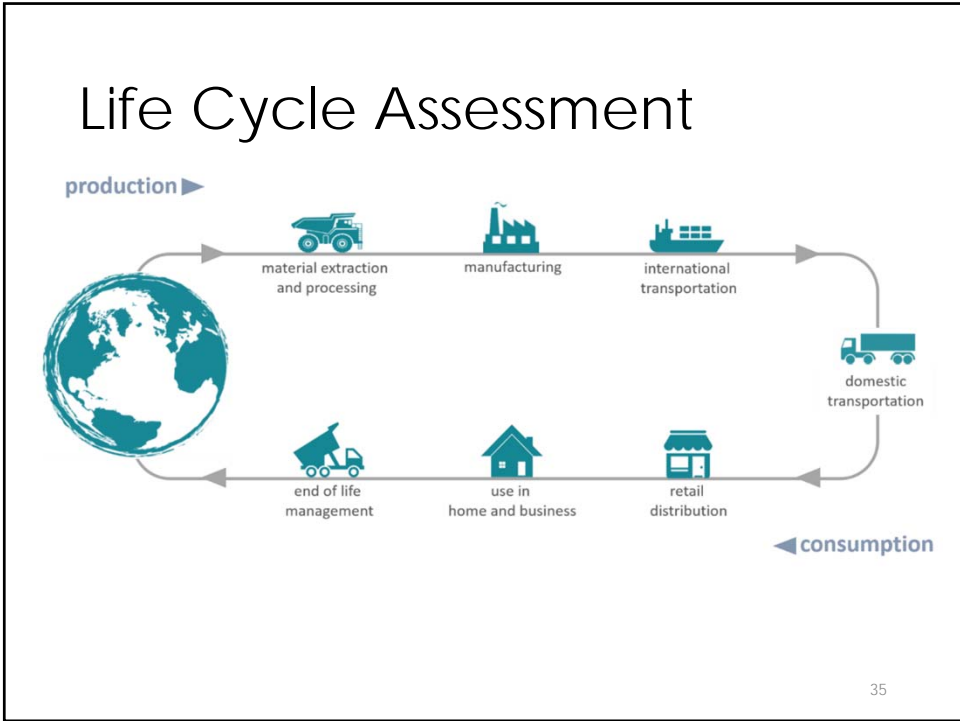 Life Cycle Assessment
production
material extraction
and processing
manufacturing
international
transportation
domestic
transportation
retail
distribution
use in
home and business
end of life
management
consumption
35